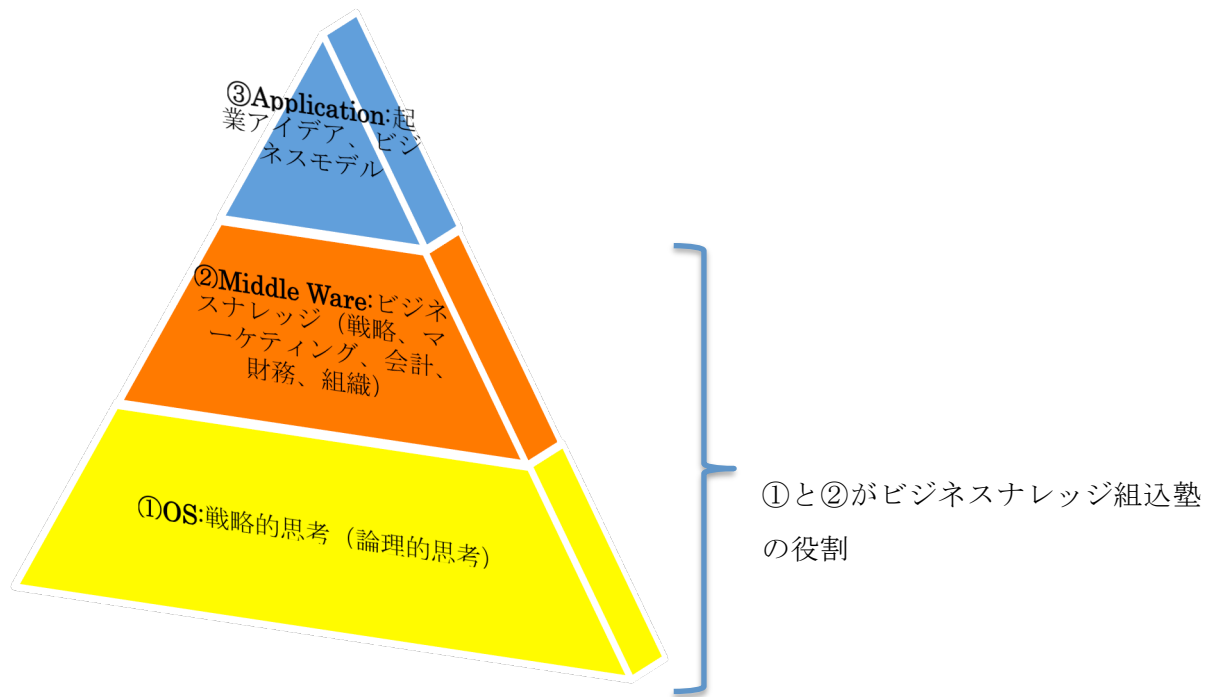 ③Application:起
業アイデア、ビジ
ネスモデル
②Middle Ware:ビジネ
スナレッジ（戦略、マ
ーケティング、会計、
財務、組織）
①OS:戦略的思考（論理的思考）
①と②がビジネスナレッジ組込塾
の役割